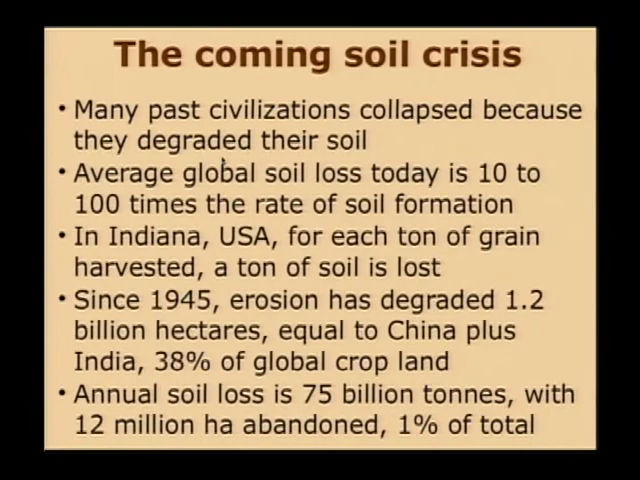 The coming soil crisis
• Many past civilizations collapsed because
they degraded their soil
• Average global soil loss today is 10 to
100 times the rate of soil formation
• In Indiana, USA, for each ton of grain
harvested, a ton of soil is lost
• Since 1945, erosion has degraded 1.2
billion hectares, equal to China plus
India, 38% of global crop land
• Annual soil loss is 75 billion tonnes, with
12 million ha abandoned, 1% of total